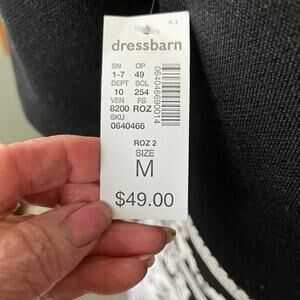 dressbarn
SN OP
1-7 49
DEPT SCL
10 254
VEN FS
8200 ROZ
SKU
0640466
064046690014
ROZ 2
SIZE
M
$49.00